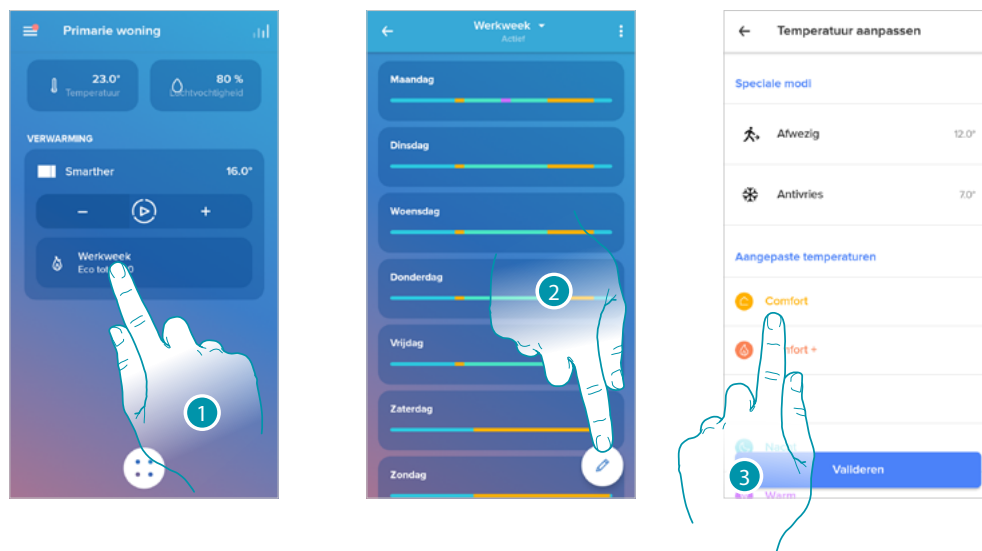 Primarie woning
23.0°
Temperatuur
80 %
Luchtvochtigheid
VERWARMING
Smarther
16.0°
−
+
Werkweek
Eco
1
Werkweek
Actief
Maandag
Dinsdag
Woensdag
Donderdag
Vrijdag
Zaterdag
Zondag
2
Temperatuur aanpassen
Speciale modi
Afwezig
12.0°
Antivries
7.0°
Aangepaste temperaturen
Comfort
Valideren
Warm
3